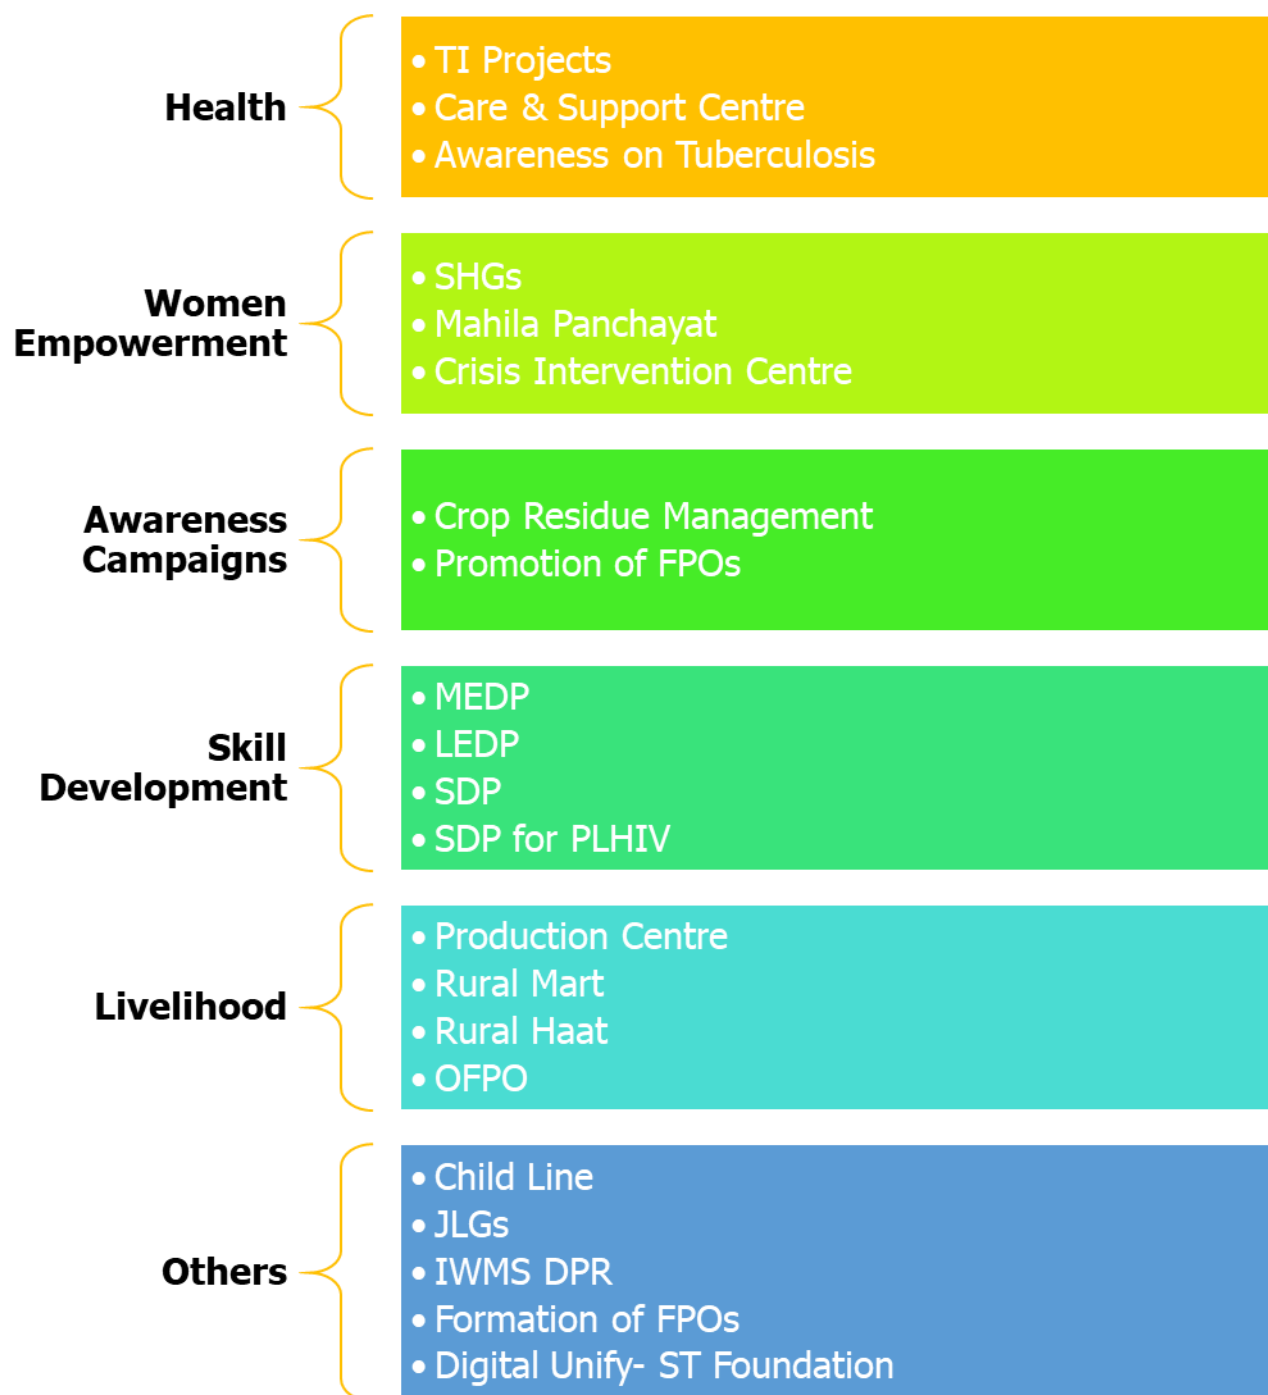 Health
• TI Projects
• Care & Support Centre
• Awareness on Tuberculosis
Women
Empowerment
• SHGs
• Mahila Panchayat
• Crisis Intervention Centre
Awareness
Campaigns
• Crop Residue Management
• Promotion of FPOs
Skill
Development
• MEDP
• LEDP
• SDP
• SDP for PLHIV
Livelihood
• Production Centre
• Rural Mart
• Rural Haat
• OFPO
Others
• Child Line
• JLGs
• IWMS DPR
• Formation of FPOs
• Digital Unify- ST Foundation